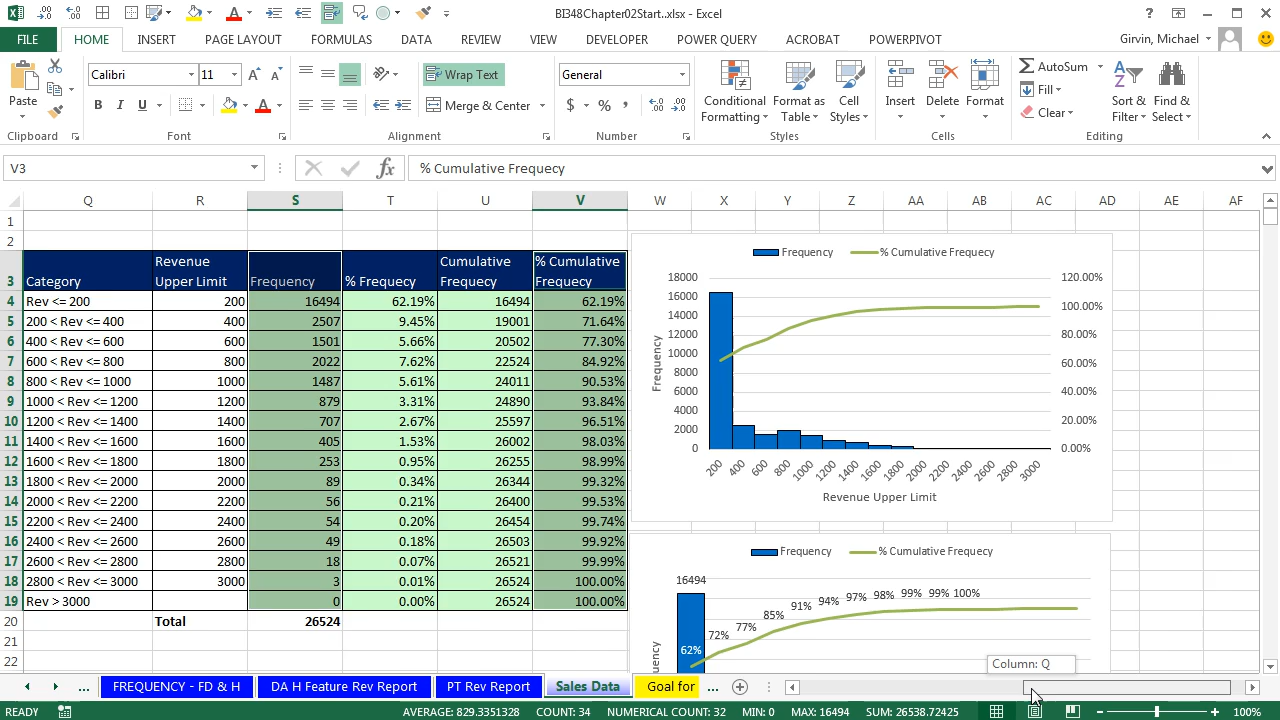 BI48Chapter02Start..xlsx - Excel
FILE HOME INSERT PAGE LAYOUT FORMULAS DATA REVIEW VIEW DEVELOPER POWER QUERY ACROBAT POWERPIVOT Girvin, Michael
Calibri 11 Wrap Text General AutoSum
Fill
Paste B I U Merge & Center $ % Conditional Formatting Format as Table Cell Styles Insert Delete Format Clear Sort & Filter Find & Select
Clipboard Font Alignment Number Styles Cells Editing
V3 fx % Cumulative Frequecy
Q R S T U V W X Y Z AA AB AC AD AE AF
1
2
3 Category Revenue Upper Limit Frequency % Frequecy Cumulative Frequecy % Cumulative Frequecy
4 Rev <= 200 200 16494 62.19% 16494 62.19%
5 200 < Rev <= 400 400 2507 9.45% 19001 71.64%
6 400 < Rev <= 600 600 1501 5.66% 20502 77.30%
7 600 < Rev <= 800 800 2022 7.62% 22524 84.92%
8 800 < Rev <= 1000 1000 1487 5.61% 24011 90.53%
9 1000 < Rev <= 1200 1200 879 3.31% 24890 93.84%
10 1200 < Rev <= 1400 1400 707 2.67% 25597 96.51%
11 1400 < Rev <= 1600 1600 405 1.53% 26002 98.03%
12 1600 < Rev <= 1800 1800 253 0.95% 26255 98.99%
13 1800 < Rev <= 2000 2000 89 0.34% 26344 99.32%
14 2000 < Rev <= 2200 2200 56 0.21% 26400 99.53%
15 2200 < Rev <= 2400 2400 54 0.20% 26454 99.74%
16 2400 < Rev <= 2600 2600 49 0.18% 26503 99.92%
17 2600 < Rev <= 2800 2800 18 0.07% 26521 99.99%
18 2800 < Rev <= 3000 3000 3 0.01% 26524 100.00%
19 Rev > 3000 0 0.00% 26524 100.00%
20 Total 26524
21
22
Frequency % Cumulative Frequecy
18000 120.00%
16000 100.00%
14000
12000 80.00%
10000 60.00%
8000
6000 40.00%
4000 20.00%
2000
0 0.00%
Frequency
200 400 600 800 1000 1200 1400 1600 1800 2000 2200 2400 2600 2800 3000
Revenue Upper Limit
Frequency % Cumulative Frequecy
16494
62% 72% 77% 85% 91% 94% 97% 98% 99% 99% 100%
Column: Q
... FREQUENCY - FD & H DA H Feature Rev Report PT Rev Report Sales Data Goal for ...
READY AVERAGE: 829.3351328 COUNT: 34 NUMERICAL COUNT: 32 MIN: 0 MAX: 16494 SUM: 26538.72425 100%